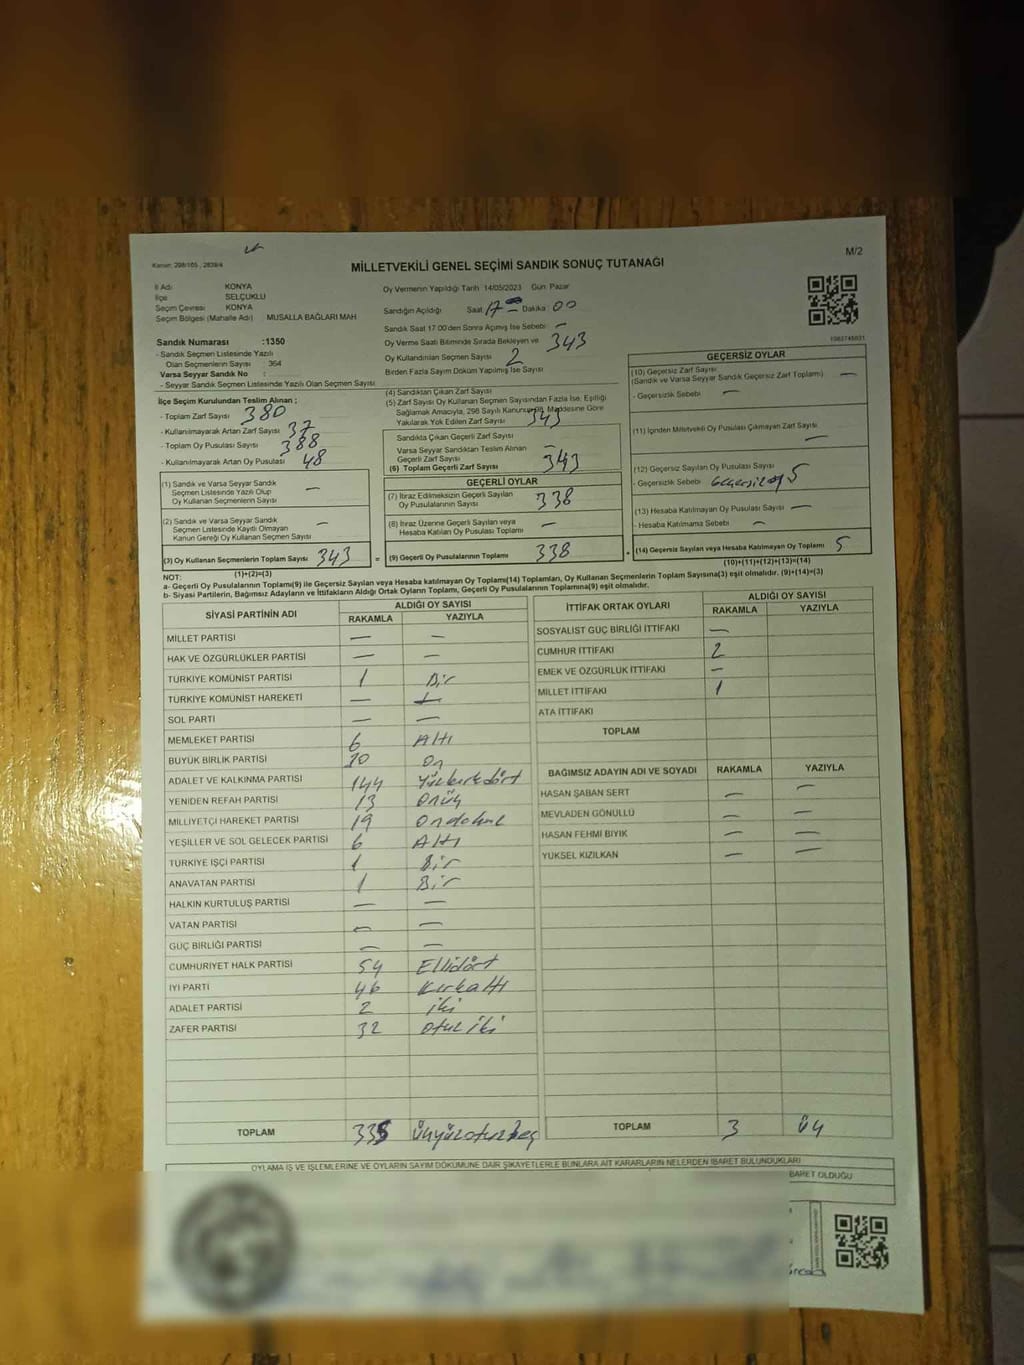 Kanun: 298/105 , 2839/4
M/2
MİLLETVEKİLİ GENEL SEÇİMİ SANDIK SONUÇ TUTANAĞI
İl Adı KONYA
İlçe SELÇUKLU
Seçim Çevresi KONYA
Seçim Bölgesi (Mahalle Adı) MUSALLA BAĞLARI MAH
Sandık Numarası :1350
- Sandık Seçmen Listesinde Yazılı
Olan Seçmenlerin Sayısı : 364
Varsa Seyyar Sandık No :
- Seyyar Sandık Seçmen Listesinde Yazılı Olan Seçmen Sayısı
Oy Vermenin Yapıldığı Tarih 14/05/2023 Gün: Pazar
Sandığın Açıldığı Saat 17 Dakika 00
Sandık Saat 17.00'den Sonra Açılmış İse Sebebi: —
Oy Verme Saati Bitiminde Sırada Bekleyen ve
Oy Kullandırılan Seçmen Sayısı 343
Birden Fazla Sayım Döküm Yapılmış İse Sayısı 2
İlçe Seçim Kurulundan Teslim Alınan ;
- Toplam Zarf Sayısı 380
- Kullanılmayarak Artan Zarf Sayısı 37
- Toplam Oy Pusulası Sayısı 388
- Kullanılmayarak Artan Oy Pusulası 48
(1) Sandık ve Varsa Seyyar Sandık
Seçmen Listesinde Yazılı Olup
Oy Kullanan Seçmenlerin Sayısı —
(2) Sandık ve Varsa Seyyar Sandık
Seçmen Listesinde Kayıtlı Olmayan
Kanun Gereği Oy Kullanan Seçmen Sayısı —
(3) Oy Kullanan Seçmenlerin Toplam Sayısı 343
(1)+(2)=(3)
(4) Sandıktan Çıkan Zarf Sayısı
(5) Zarf Sayısı Oy Kullanan Seçmen Sayısından Fazla İse, Eşitliği
Sağlamak Amacıyla, 298 Sayılı Kanunun 98. Maddesine Göre
Yakılarak Yok Edilen Zarf Sayısı 343
Sandıkta Çıkan Geçerli Zarf Sayısı
Varsa Seyyar Sandıktan Teslim Alınan
Geçerli Zarf Sayısı —
(6) Toplam Geçerli Zarf Sayısı 343
GEÇERLİ OYLAR
(7) İtiraz Edilmeksizin Geçerli Sayılan
Oy Pusulalarının Sayısı 338
(8) İtiraz Üzerine Geçerli Sayılan veya
Hesaba Katılan Oy Pusulaları Toplamı —
= (9) Geçerli Oy Pusulalarının Toplamı 338
1083745031
GEÇERSİZ OYLAR
(10) Geçersiz Zarf Sayısı
(Sandık ve Varsa Seyyar Sandık Geçersiz Zarf Toplamı) —
- Geçersizlik Sebebi —
(11) İçinden Milletvekili Oy Pusulası Çıkmayan Zarf Sayısı —
(12) Geçersiz Sayılan Oy Pusulası Sayısı 5
- Geçersizlik Sebebi Geçersiz oy
(13) Hesaba Katılmayan Oy Pusulası Sayısı —
- Hesaba Katılmama Sebebi —
+ (14) Geçersiz Sayılan veya Hesaba Katılmayan Oy Toplamı 5
(10)+(11)+(12)+(13)=(14)
NOT:
a- Geçerli Oy Pusulalarının Toplamı(9) ile Geçersiz Sayılan veya Hesaba katılmayan Oy Toplamı(14) Toplamları, Oy Kullanan Seçmenlerin Toplam Sayısına(3) eşit olmalıdır. (9)+(14)=(3)
b- Siyasi Partilerin, Bağımsız Adayların ve İttifakların Aldığı Ortak Oyların Toplamı, Geçerli Oy Pusulalarının Toplamına(9) eşit olmalıdır.
SİYASİ PARTİNİN ADI ALDIĞI OY SAYISI
RAKAMLA YAZIYLA
MİLLET PARTİSİ — —
HAK VE ÖZGÜRLÜKLER PARTİSİ — —
TÜRKİYE KOMÜNİST PARTİSİ 1 Bir
TÜRKİYE KOMÜNİST HAREKETİ — —
SOL PARTİ — —
MEMLEKET PARTİSİ 6 Altı
BÜYÜK BİRLİK PARTİSİ 10 On
ADALET VE KALKINMA PARTİSİ 144 Yüzkırkdört
YENİDEN REFAH PARTİSİ 13 Onüç
MİLLİYETÇİ HAREKET PARTİSİ 19 Ondokuz
YEŞİLLER VE SOL GELECEK PARTİSİ 6 Altı
TÜRKİYE İŞÇİ PARTİSİ 1 Bir
ANAVATAN PARTİSİ 1 Bir
HALKIN KURTULUŞ PARTİSİ — —
VATAN PARTİSİ — —
GÜÇ BİRLİĞİ PARTİSİ — —
CUMHURİYET HALK PARTİSİ 54 Ellidört
İYİ PARTİ 46 Kırkaltı
ADALET PARTİSİ 2 iki
ZAFER PARTİSİ 32 otuz iki
TOPLAM 335 üçyüzotuzbeş
İTTİFAK ORTAK OYLARI ALDIĞI OY SAYISI
RAKAMLA YAZIYLA
SOSYALİST GÜÇ BİRLİĞİ İTTİFAKI —
CUMHUR İTTİFAKI 2
EMEK VE ÖZGÜRLÜK İTTİFAKI —
MİLLET İTTİFAKI 1
ATA İTTİFAKI
TOPLAM
BAĞIMSIZ ADAYIN ADI VE SOYADI RAKAMLA YAZIYLA
HASAN ŞABAN SERT — —
MEVLADEN GÖNÜLLÜ — —
HASAN FEHMİ BIYIK — —
YÜKSEL KIZILKAN — —
TOPLAM 3 üç
OYLAMA İŞ VE İŞLEMLERİNE VE OYLARIN SAYIM DÖKÜMÜNE DAİR ŞİKAYETLERLE BUNLARA AİT KARARLARIN NELERDEN İBARET BULUNDUKLARI
BARET OLDUĞU